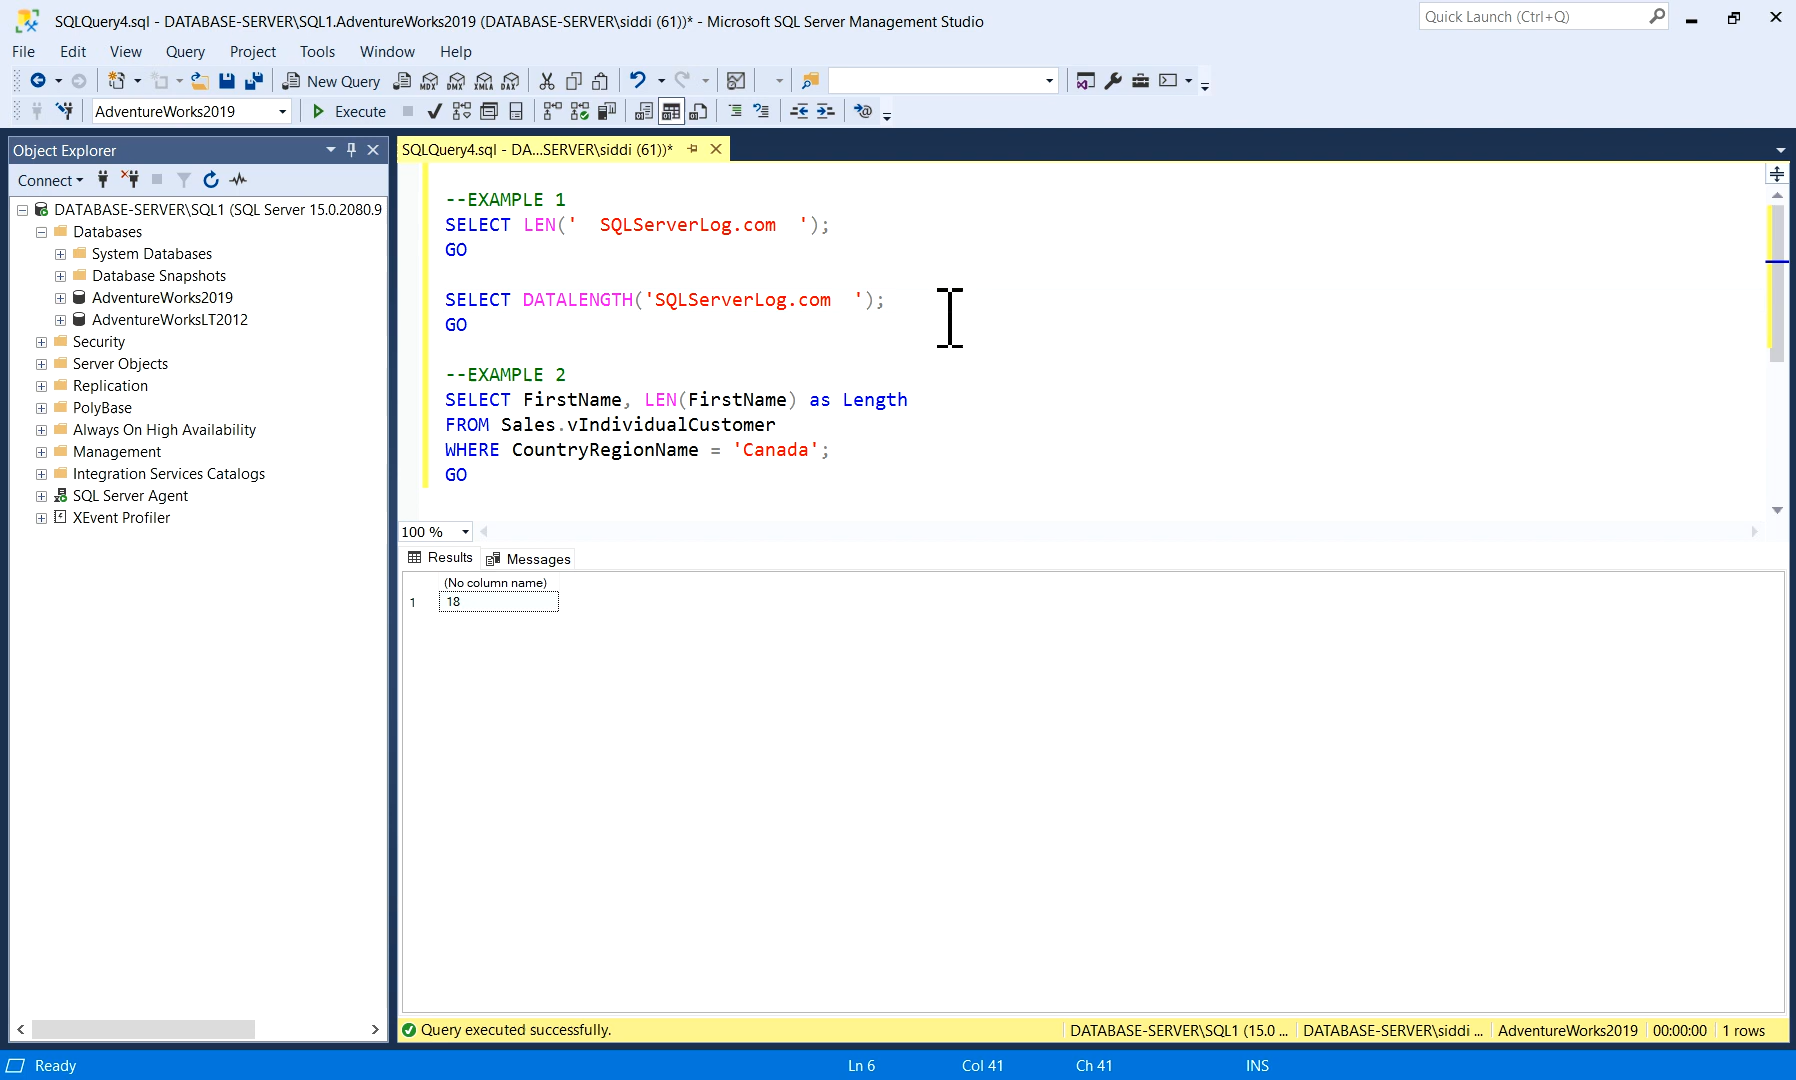 SQLQuery4.sql - DATABASE-SERVER\SQL1.AdventureWorks2019 (DATABASE-SERVER\siddi (61))* - Microsoft SQL Server Management Studio
Quick Launch (Ctrl+Q)
File Edit View Query Project Tools Window Help
New Query MDX DMX XMLA DAX
AdventureWorks2019 Execute
Object Explorer
SQLQuery4.sql - DA...SERVER\siddi (61))*
Connect
DATABASE-SERVER\SQL1 (SQL Server 15.0.2080.9
Databases
System Databases
Database Snapshots
AdventureWorks2019
AdventureWorksLT2012
Security
Server Objects
Replication
PolyBase
Always On High Availability
Management
Integration Services Catalogs
SQL Server Agent
XEvent Profiler
--EXAMPLE 1
SELECT LEN('  SQLServerLog.com  ');
GO
SELECT DATALENGTH('SQLServerLog.com  ');
GO
--EXAMPLE 2
SELECT FirstName, LEN(FirstName) as Length
FROM Sales.vIndividualCustomer
WHERE CountryRegionName = 'Canada';
GO
100 %
Results Messages
(No column name)
1 18
Query executed successfully. DATABASE-SERVER\SQL1 (15.0 ... DATABASE-SERVER\siddi ... AdventureWorks2019 00:00:00 1 rows
Ready Ln 6 Col 41 Ch 41 INS